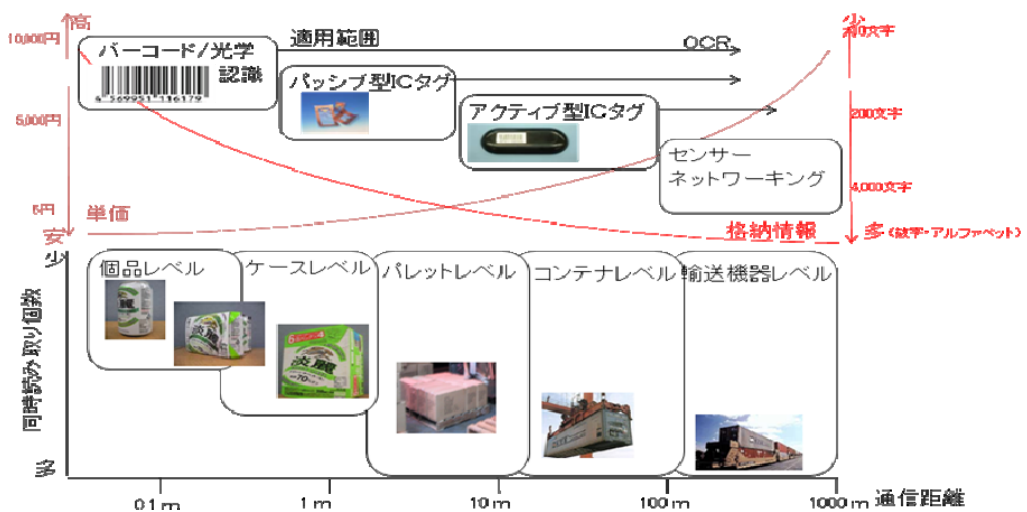 高
10,000円
5,000円
5円
安
単価
バーコード/光学
認識
4 569951 116179
適用範囲
OCR
パッシブ型ICタグ
アクティブ型ICタグ
センサー
ネットワーキング
少
200文字
4,000文字
多(数字・アルファベット)
格納情報
少
同時読み取り個数
多
個品レベル
ケースレベル
パレットレベル
コンテナレベル
輸送機器レベル
淡麗
淡麗
0.1m
1m
10m
100m
1000m
通信距離